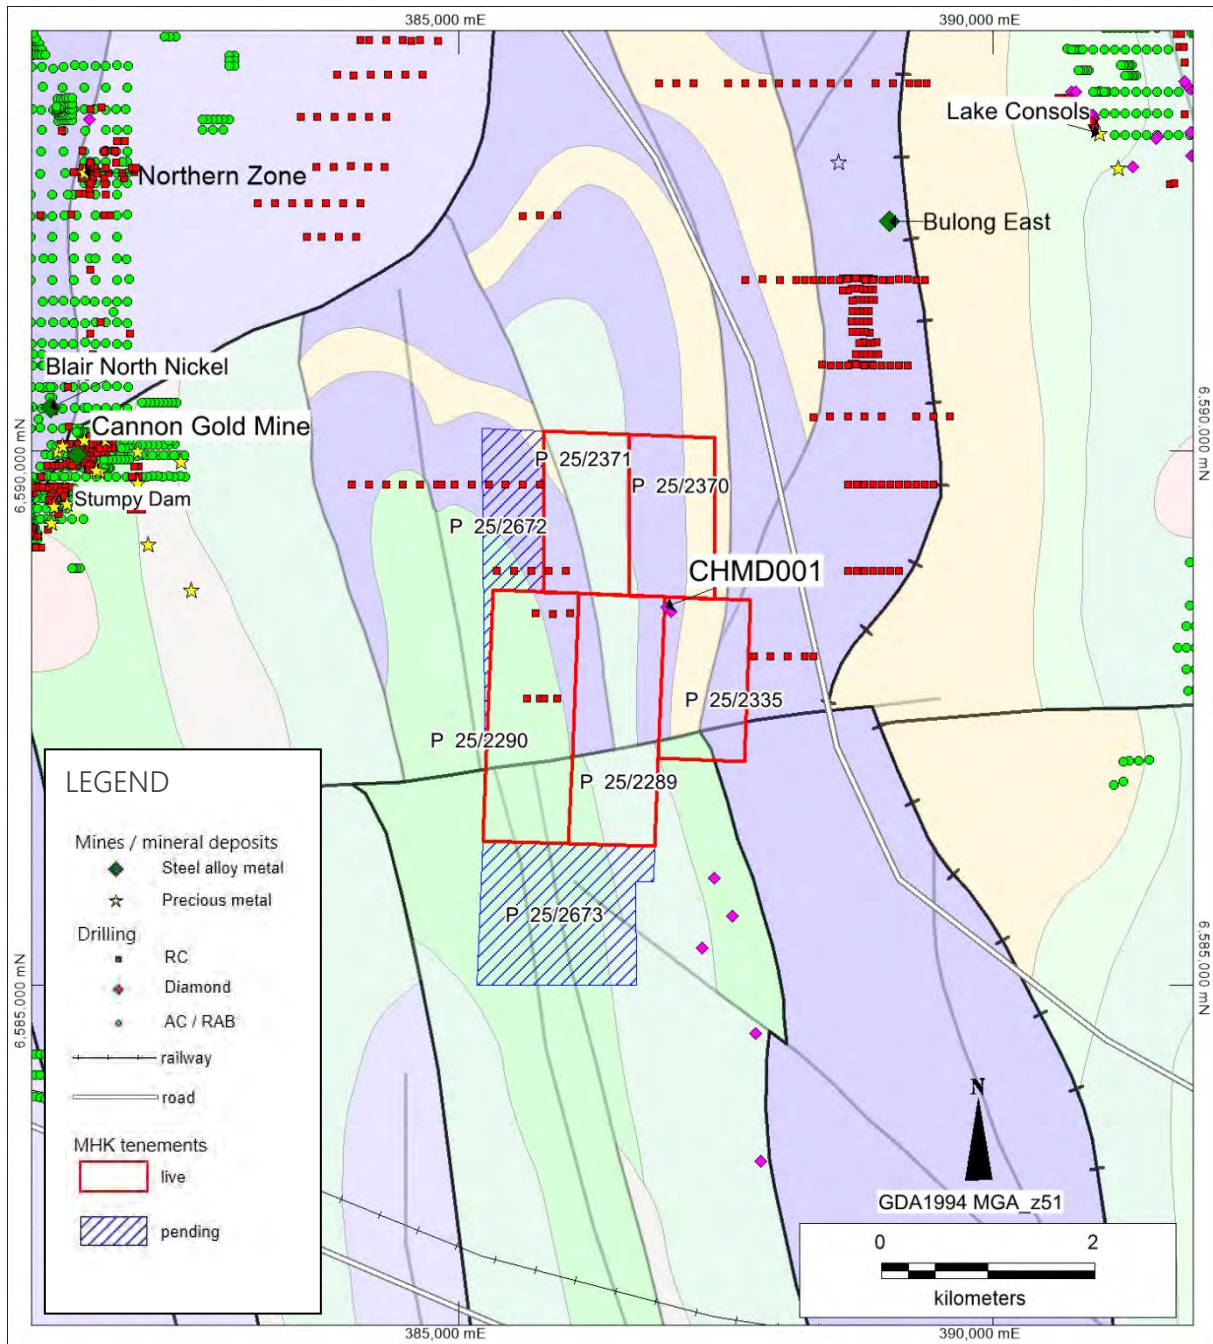 385,000 mE
390,000 mE
Lake Consols
Northern Zone
Bulong East
Blair North Nickel
Cannon Gold Mine
6,590,000 mN
6,590,000 mN
P 25/2371
P 25/2370
Stumpy Dam
P 25/2672
CHMD001
P 25/2335
P 25/2290
P 25/2289
P 25/2673
6,585,000 mN
6,585,000 mN
LEGEND
Mines / mineral deposits
Steel alloy metal
Precious metal
Drilling
RC
Diamond
AC / RAB
railway
road
MHK tenements
live
pending
N
GDA1994 MGA_z51
0 2
kilometers
385,000 mE
390,000 mE